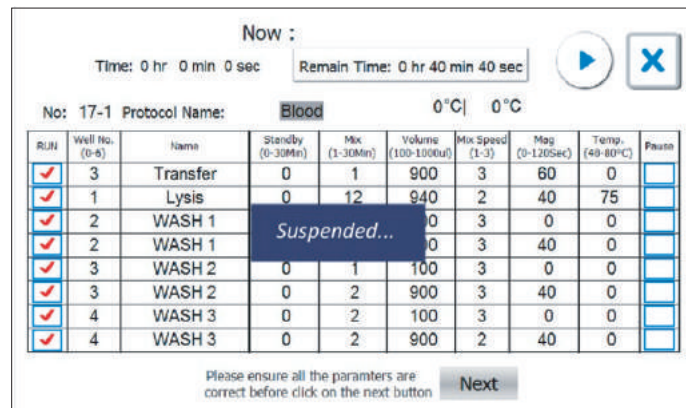 Now :
Time: 0 hr 0 min 0 sec Remain Time: 0 hr 40 min 40 sec
No: 17-1 Protocol Name: Blood 0°C| 0°C
RUN Well No. (0-6) Name Standby (0-30Min) Mix (1-30Min) Volume (100-1000ul) Mix Speed (1-3) Mag (0-120Sec) Temp. (40-80°C) Pause
3 Transfer 0 1 900 3 60 0
1 Lysis 0 12 940 2 40 75
2 WASH 1 3 0 0
2 WASH 1 3 40 0
Suspended...
3 WASH 2 0 1 100 3 0 0
3 WASH 2 0 2 900 3 40 0
4 WASH 3 0 2 100 3 0 0
4 WASH 3 0 2 900 2 40 0
Please ensure all the paramters are
correct before click on the next button
Next